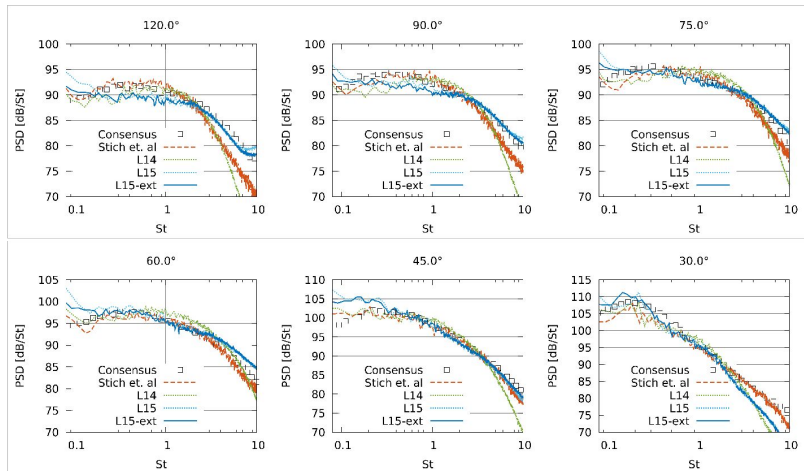 120.0°
PSD [dB/St]
100
95
90
85
80
75
70
Consensus
Stich et. al
L14
L15
L15-ext
0.1 1 10
St
90.0°
PSD [dB/St]
100
95
90
85
80
75
70
Consensus
Stich et. al
L14
L15
L15-ext
0.1 1 10
St
75.0°
PSD [dB/St]
100
95
90
85
80
75
70
Consensus
Stich et. al
L14
L15
L15-ext
0.1 1 10
St
60.0°
PSD [dB/St]
105
100
95
90
85
80
75
70
Consensus
Stich et. al
L14
L15
L15-ext
0.1 1 10
St
45.0°
PSD [dB/St]
110
105
100
95
90
85
80
75
70
Consensus
Stich et. al
L14
L15
L15-ext
0.1 1 10
St
30.0°
PSD [dB/St]
115
110
105
100
95
90
85
80
75
70
Consensus
Stich et. al
L14
L15
L15-ext
0.1 1 10
St